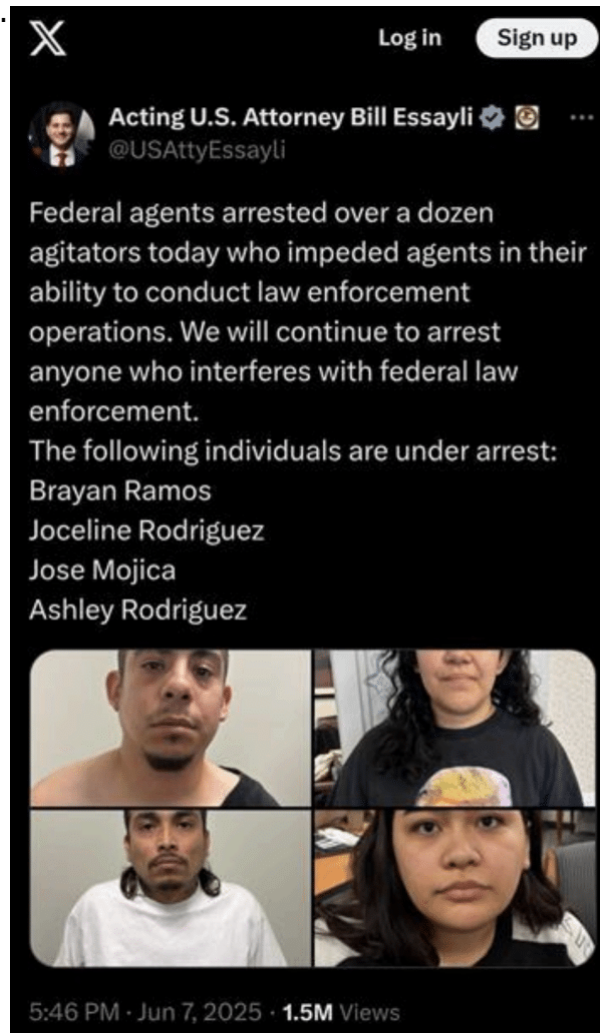 .
X
Log in
Sign up
Acting U.S. Attorney Bill Essayli
@USAttyEssayli
Federal agents arrested over a dozen
agitators today who impeded agents in their
ability to conduct law enforcement
operations. We will continue to arrest
anyone who interferes with federal law
enforcement.
The following individuals are under arrest:
Brayan Ramos
Joceline Rodriguez
Jose Mojica
Ashley Rodriguez
5:46 PM · Jun 7, 2025 · 1.5M Views